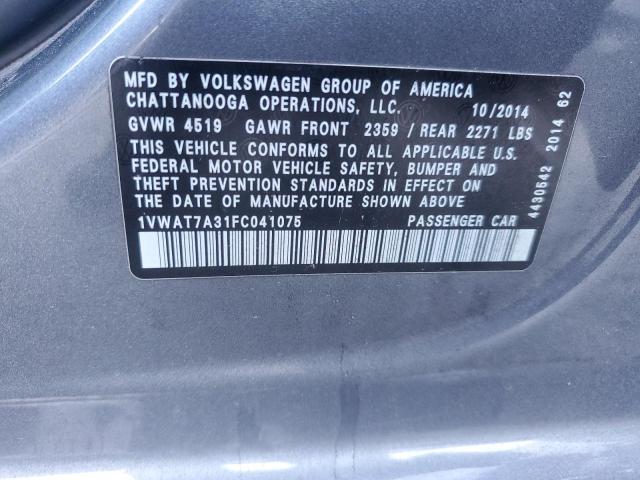 MFD BY VOLKSWAGEN GROUP OF AMERICA
CHATTANOOGA OPERATIONS, LLC. 10/2014
GVWR 4519 GAWR FRONT 2359 / REAR 2271 LBS
THIS VEHICLE CONFORMS TO ALL APPLICABLE U.S.
FEDERAL MOTOR VEHICLE SAFETY, BUMPER AND
THEFT PREVENTION STANDARDS IN EFFECT ON
THE DATE OF MANUFACTURE SHOWN ABOVE
1VWAT7A31FC041075 PASSENGER CAR
4430542 2014 62